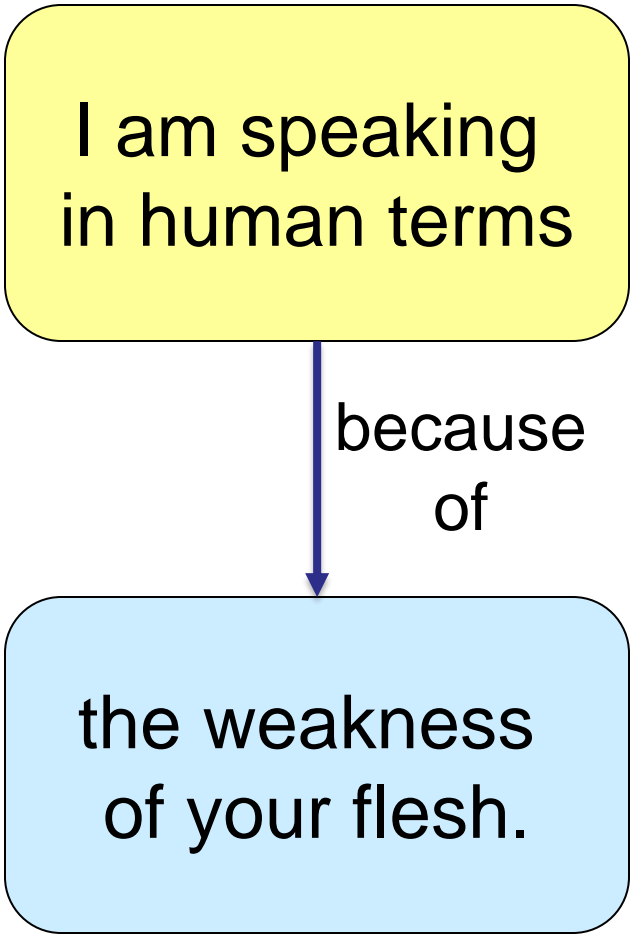 I am speaking
in human terms
because
of
the weakness
of your flesh.